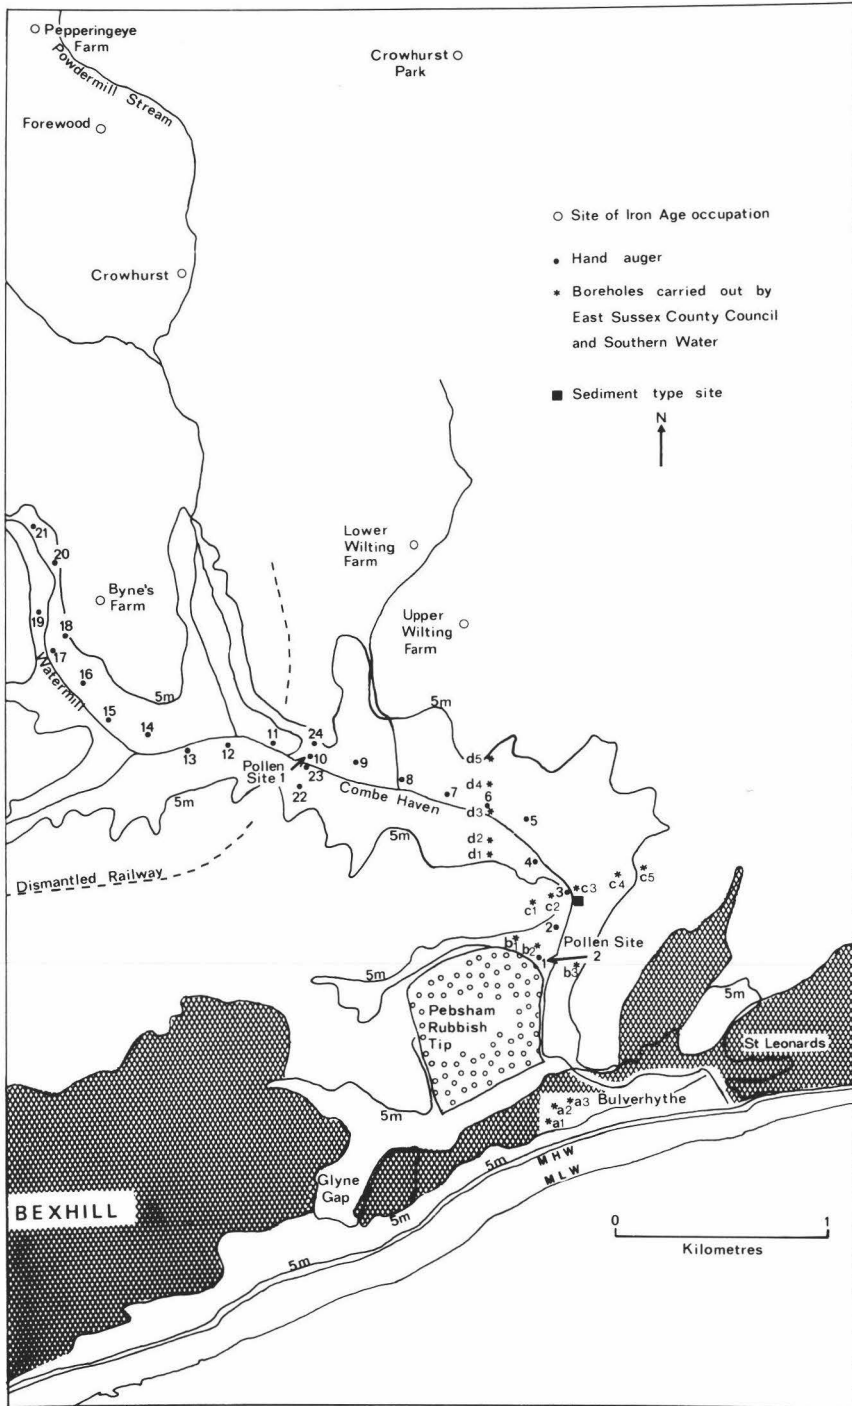 Pepperingeye
Farm
Powdermill Stream
Crowhurst
Park
Forewood
Crowhurst
Site of Iron Age occupation
Hand auger
* Boreholes carried out by
East Sussex County Council
and Southern Water
Sediment type site
N
Lower
Wilting
Farm
Upper
Wilting
Farm
Byne's
Farm
21
20
19
18
17
16
15
14
13
12
11
24
10
23
22
9
8
7
6
5
4
3
2
1
Watermill
5m
5m
5m
5m
Pollen
Site 1
Combe Haven
d5
d4
d3
d2
d1
Dismantled Railway
c1
c2
c3
c4
c5
b1
b2
b3
Pollen Site
2
5m
5m
Pebsham
Rubbish
Tip
St Leonards
5m
a3
a2
a1
Bulverhythe
5m
MHW
MLW
Glyne
Gap
5m
5m
BEXHILL
0
1
Kilometres